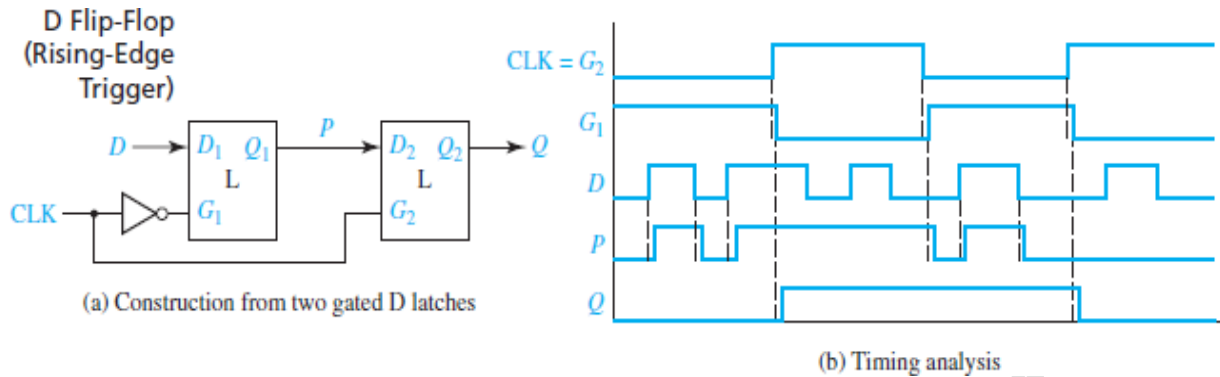 D Flip-Flop
(Rising-Edge
Trigger)
D
D₁ Q₁
P
D₂ Q₂
Q
L
L
CLK
G₁
G₂
(a) Construction from two gated D latches
CLK = G₂
G₁
D
P
Q
(b) Timing analysis